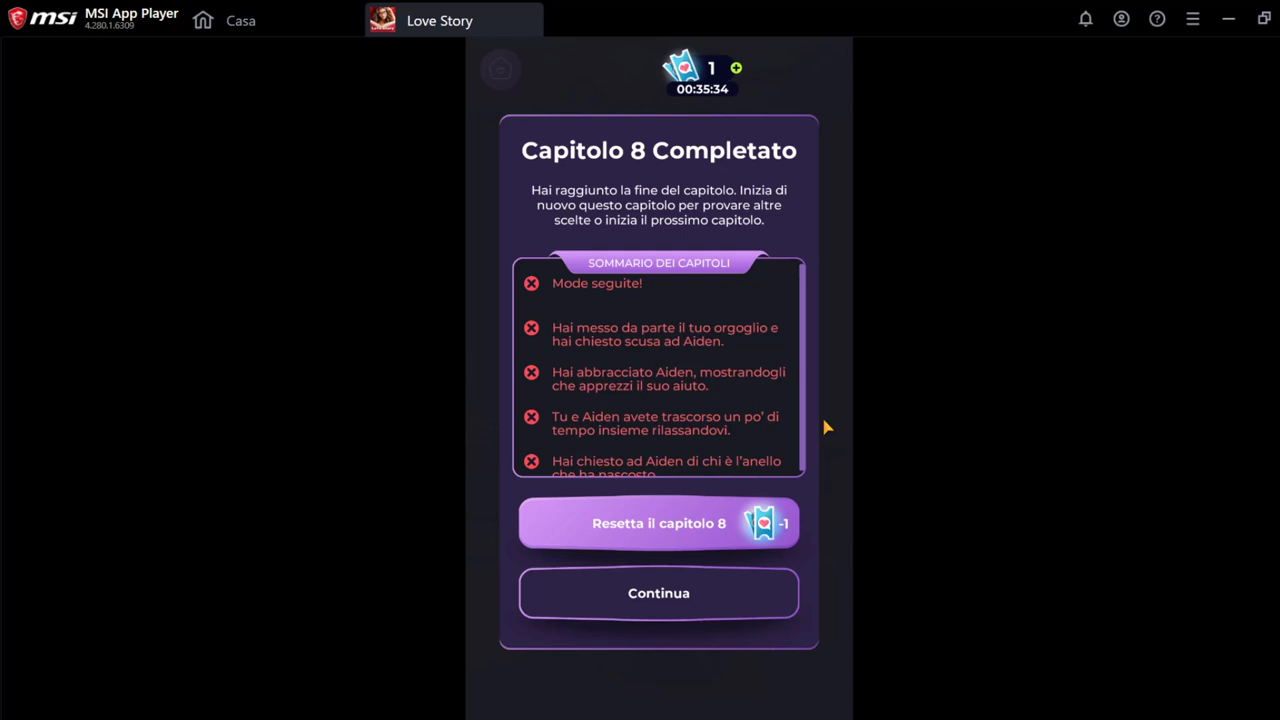 msi
MSI App Player
4.280.1.6309
Casa
Love Story
1
00:35:34
Capitolo 8 Completato
Hai raggiunto la fine del capitolo. Inizia di
nuovo questo capitolo per provare altre
scelte o inizia il prossimo capitolo.
SOMMARIO DEI CAPITOLI
Mode seguite!
Hai messo da parte il tuo orgoglio e
hai chiesto scusa ad Aiden.
Hai abbracciato Aiden, mostrandogli
che apprezzi il suo aiuto.
Tu e Aiden avete trascorso un po' di
tempo insieme rilassandovi.
Hai chiesto ad Aiden di chi è l'anello
che ha nascosto
Resetta il capitolo 8
-1
Continua